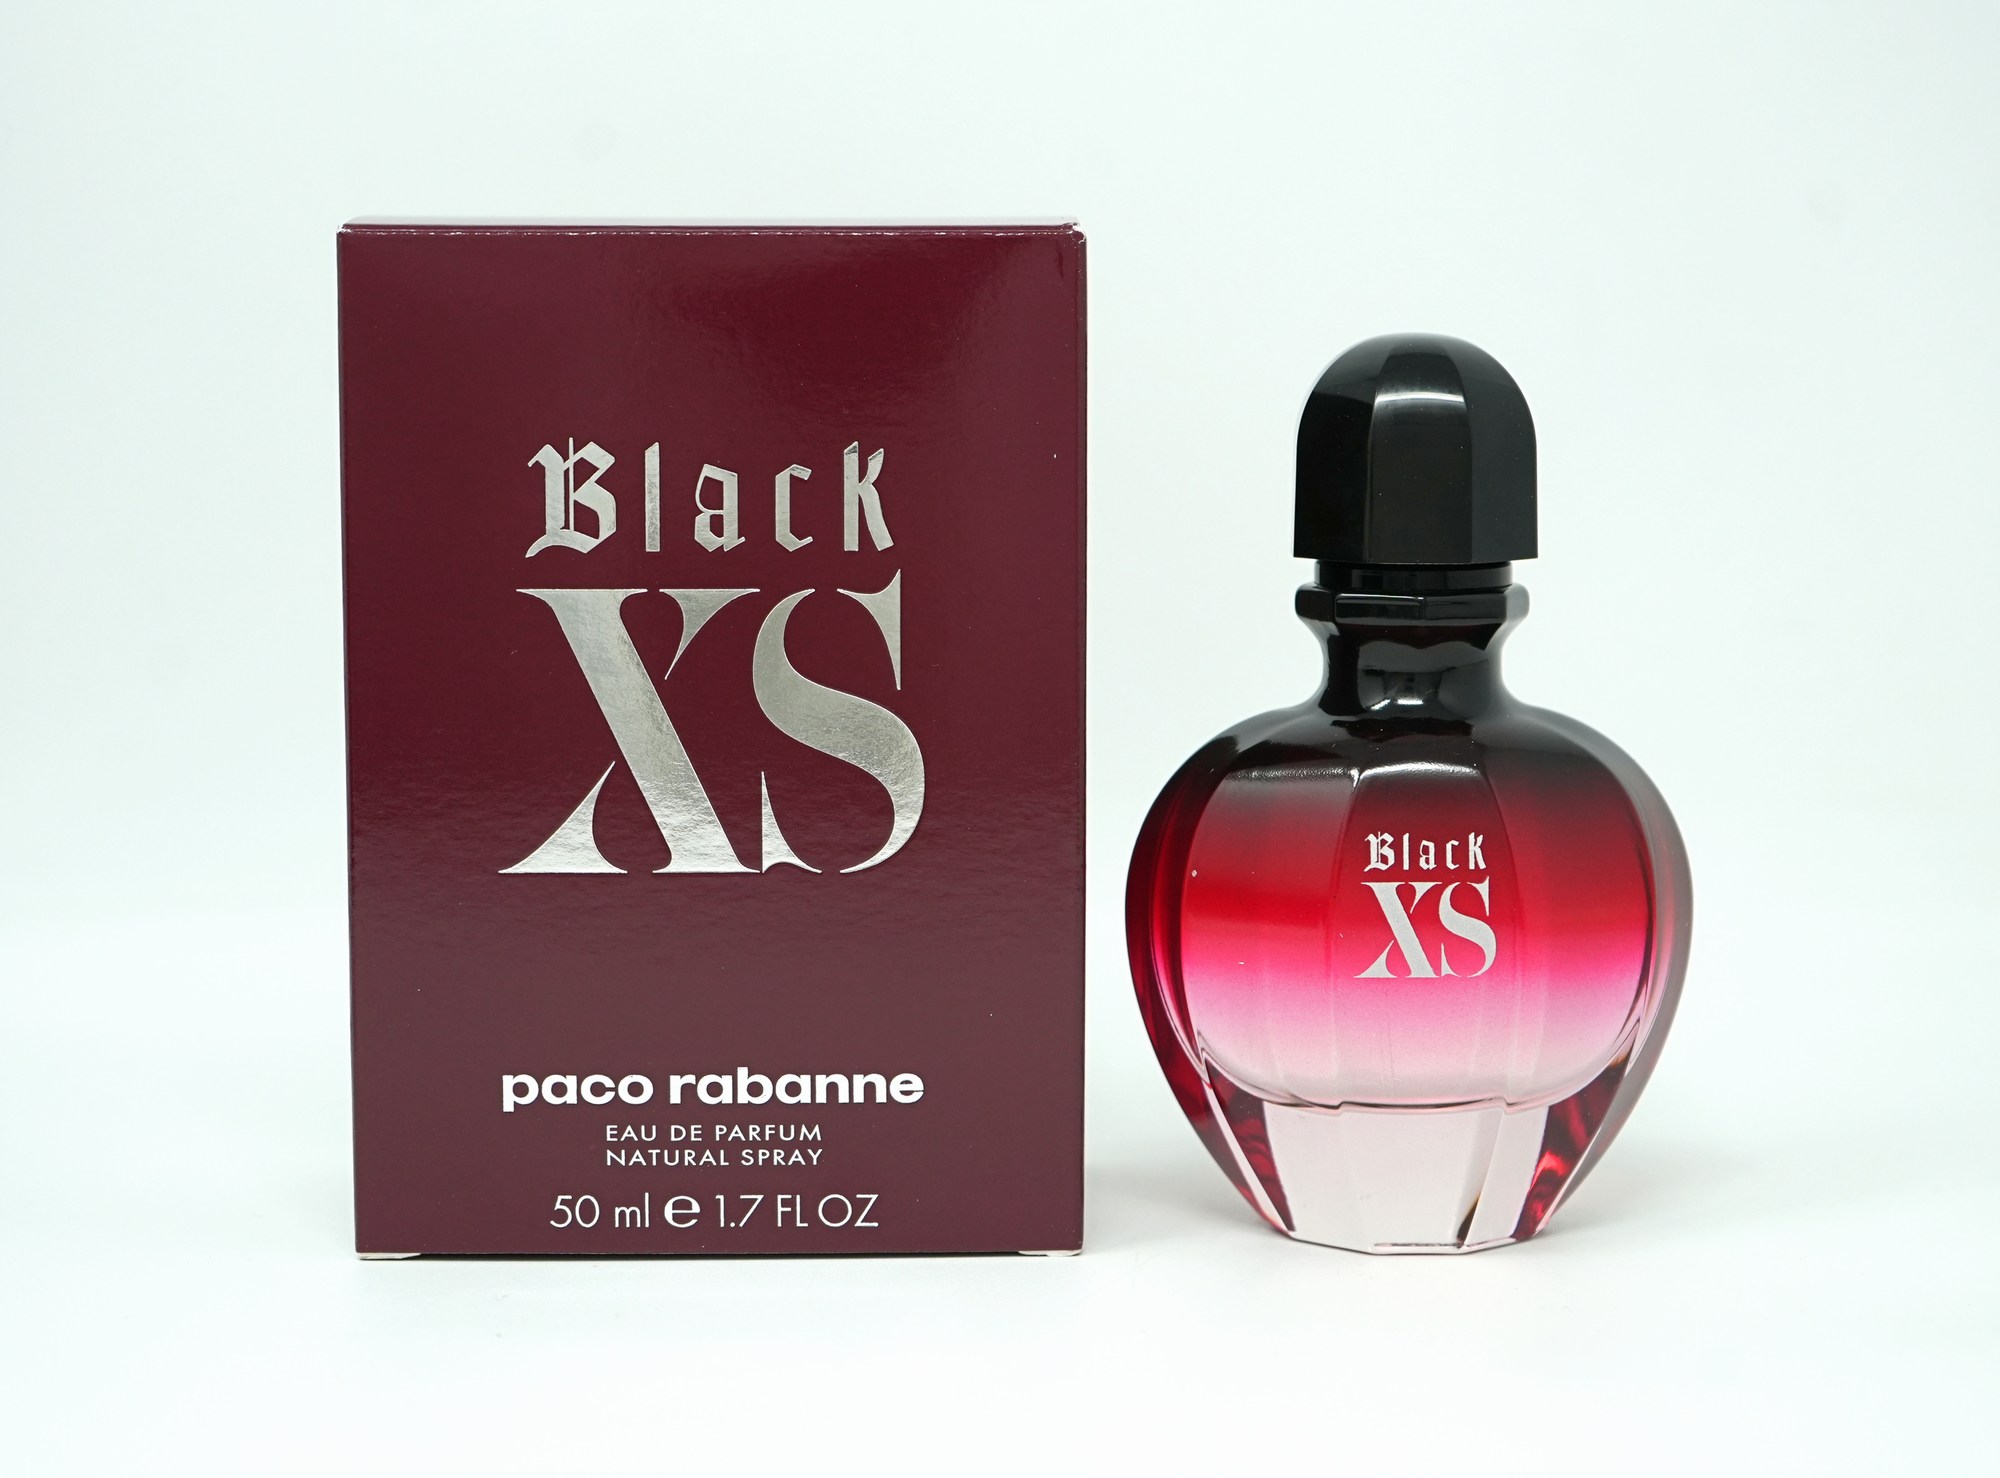 Black
XS
paco rabanne
EAU DE PARFUM
NATURAL SPRAY
50 ml e 1.7 FL OZ
Black
XS